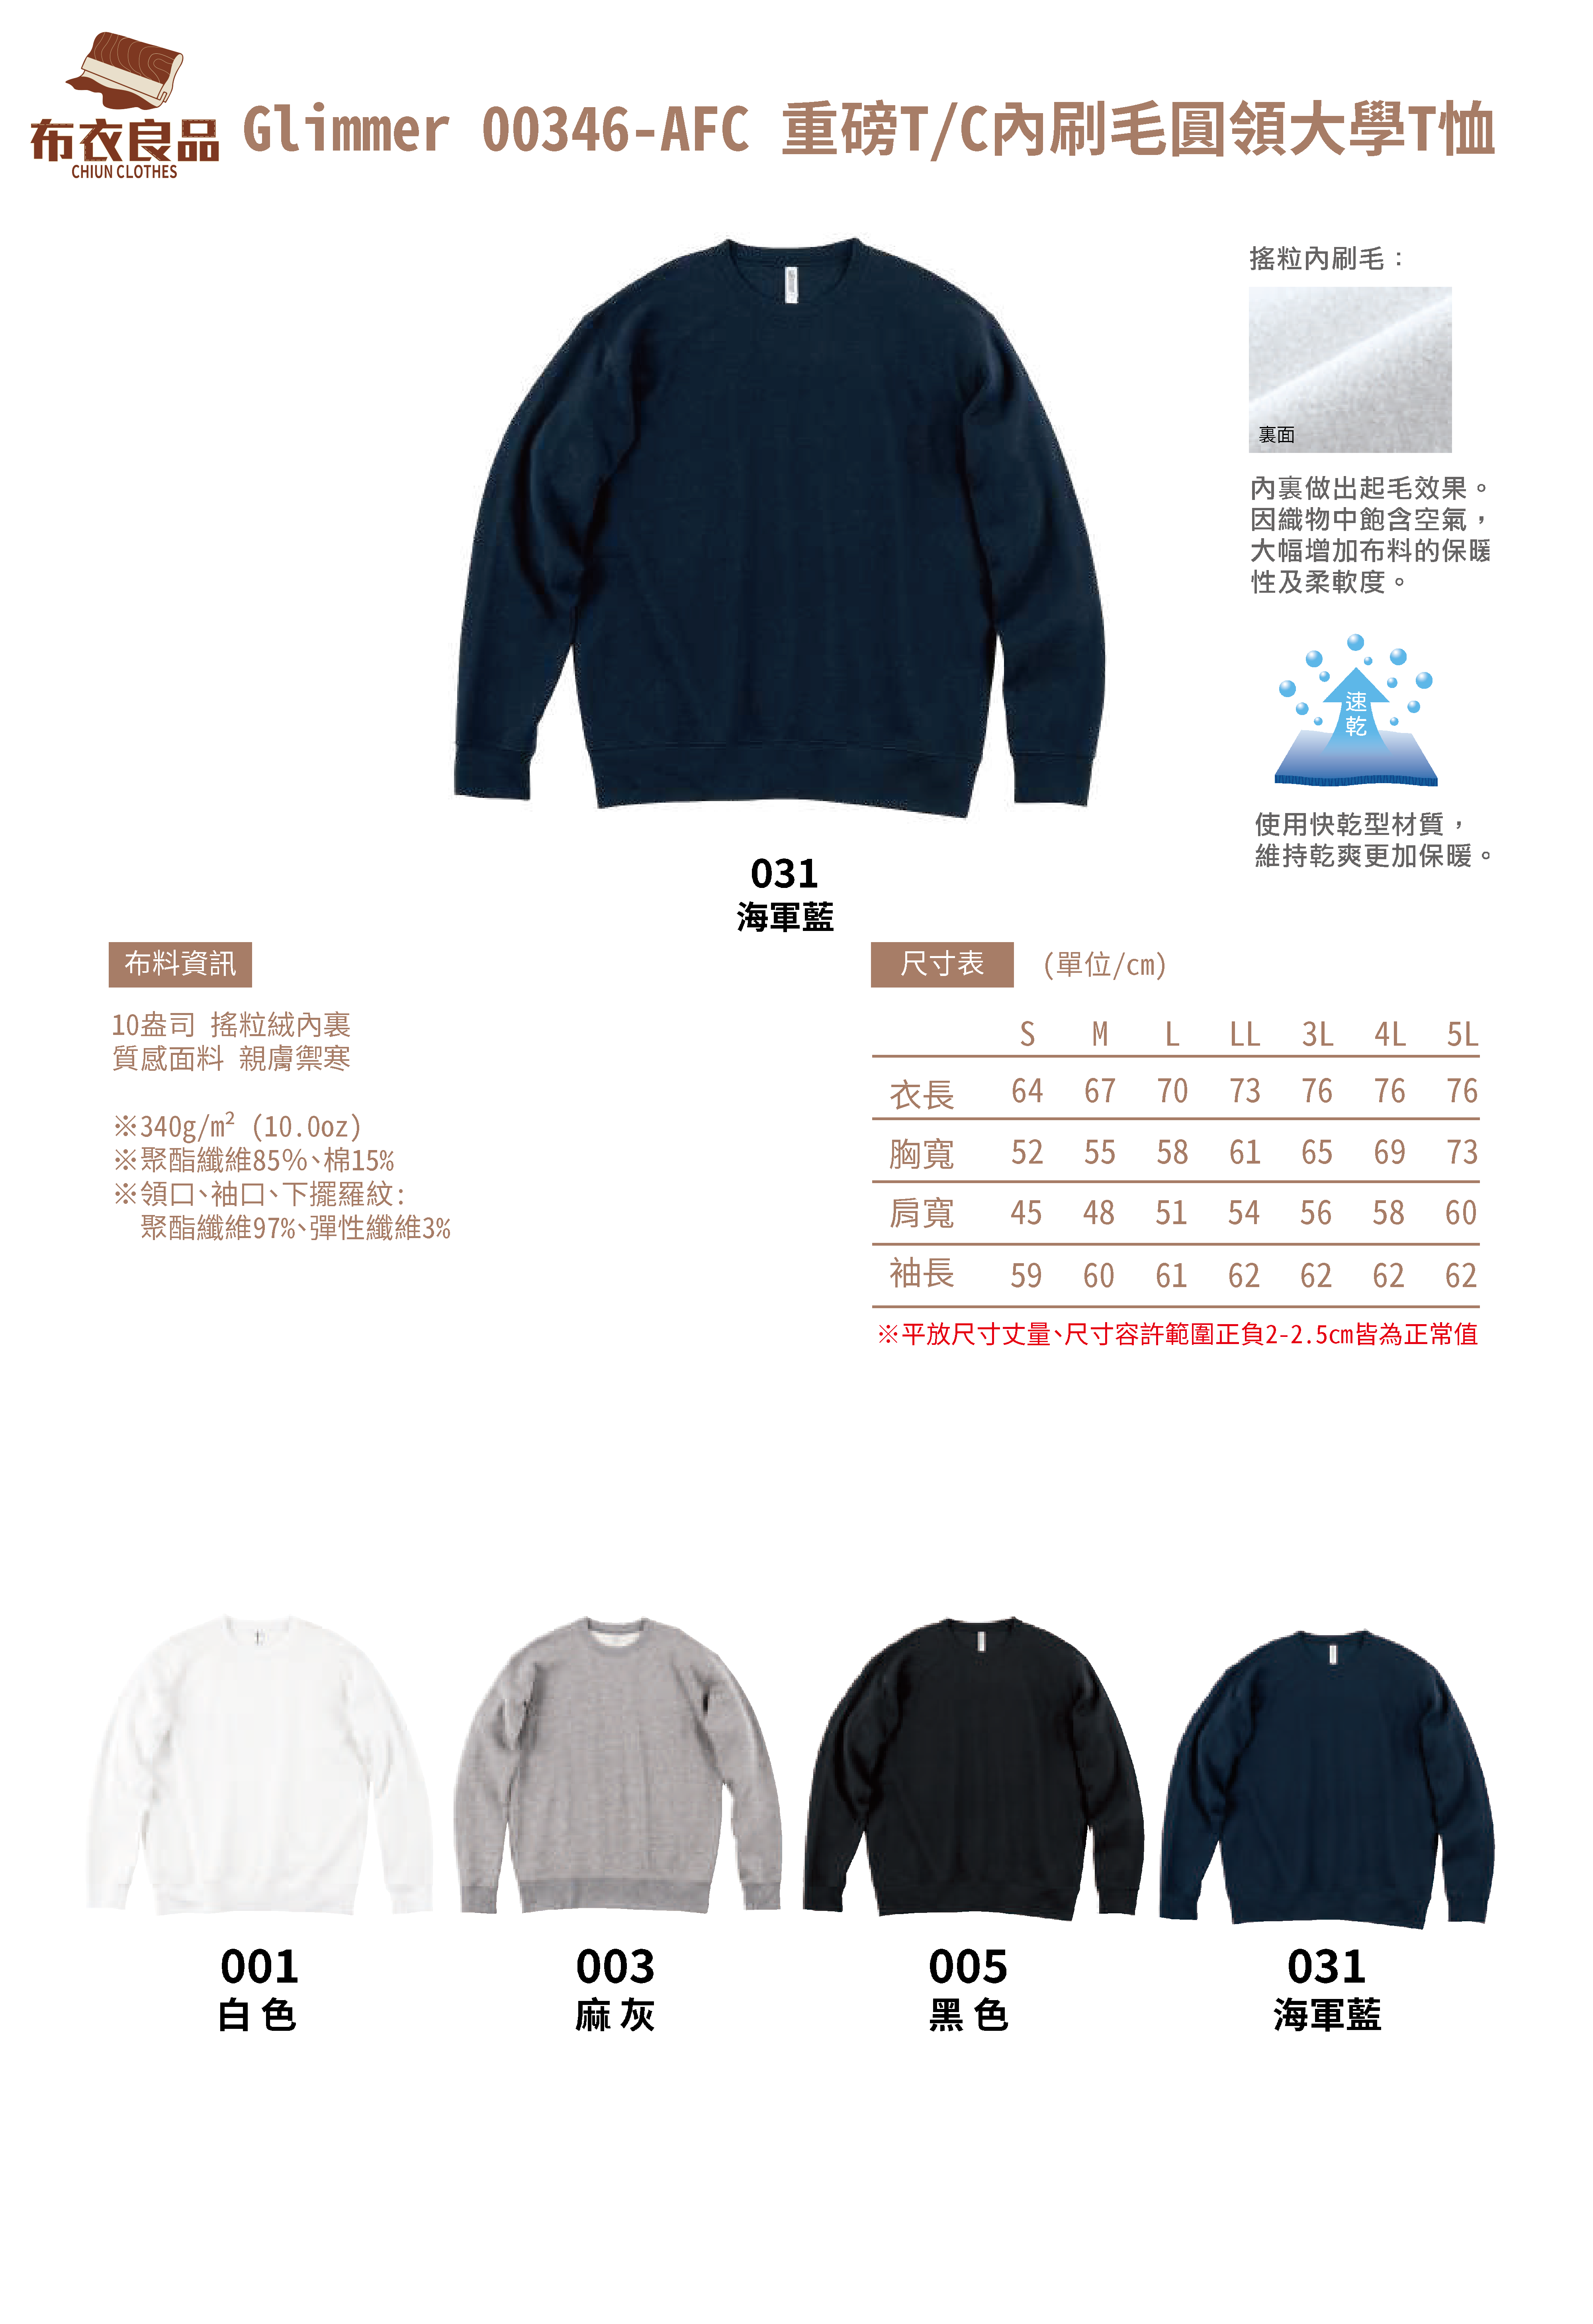 布衣良品
CHIUN CLOTHES
Glimmer 00346-AFC 重磅T/C內刷毛圓領大學T恤
搖粒內刷毛：
裏面
內裏做出起毛效果。
因織物中飽含空氣，
大幅增加布料的保暖
性及柔軟度。
速乾
使用快乾型材質，
維持乾爽更加保暖。
031
海軍藍
布料資訊
10盎司 搖粒絨內裏
質感面料 親膚禦寒
※340g/m² (10.0oz)
※聚酯纖維85%、棉15%
※領口、袖口、下擺羅紋:
聚酯纖維97%、彈性纖維3%
尺寸表 (單位/cm)
S M L LL 3L 4L 5L
衣長 64 67 70 73 76 76 76
胸寬 52 55 58 61 65 69 73
肩寬 45 48 51 54 56 58 60
袖長 59 60 61 62 62 62 62
※平放尺寸丈量、尺寸容許範圍正負2-2.5cm皆為正常值
001
白色
003
麻灰
005
黑色
031
海軍藍